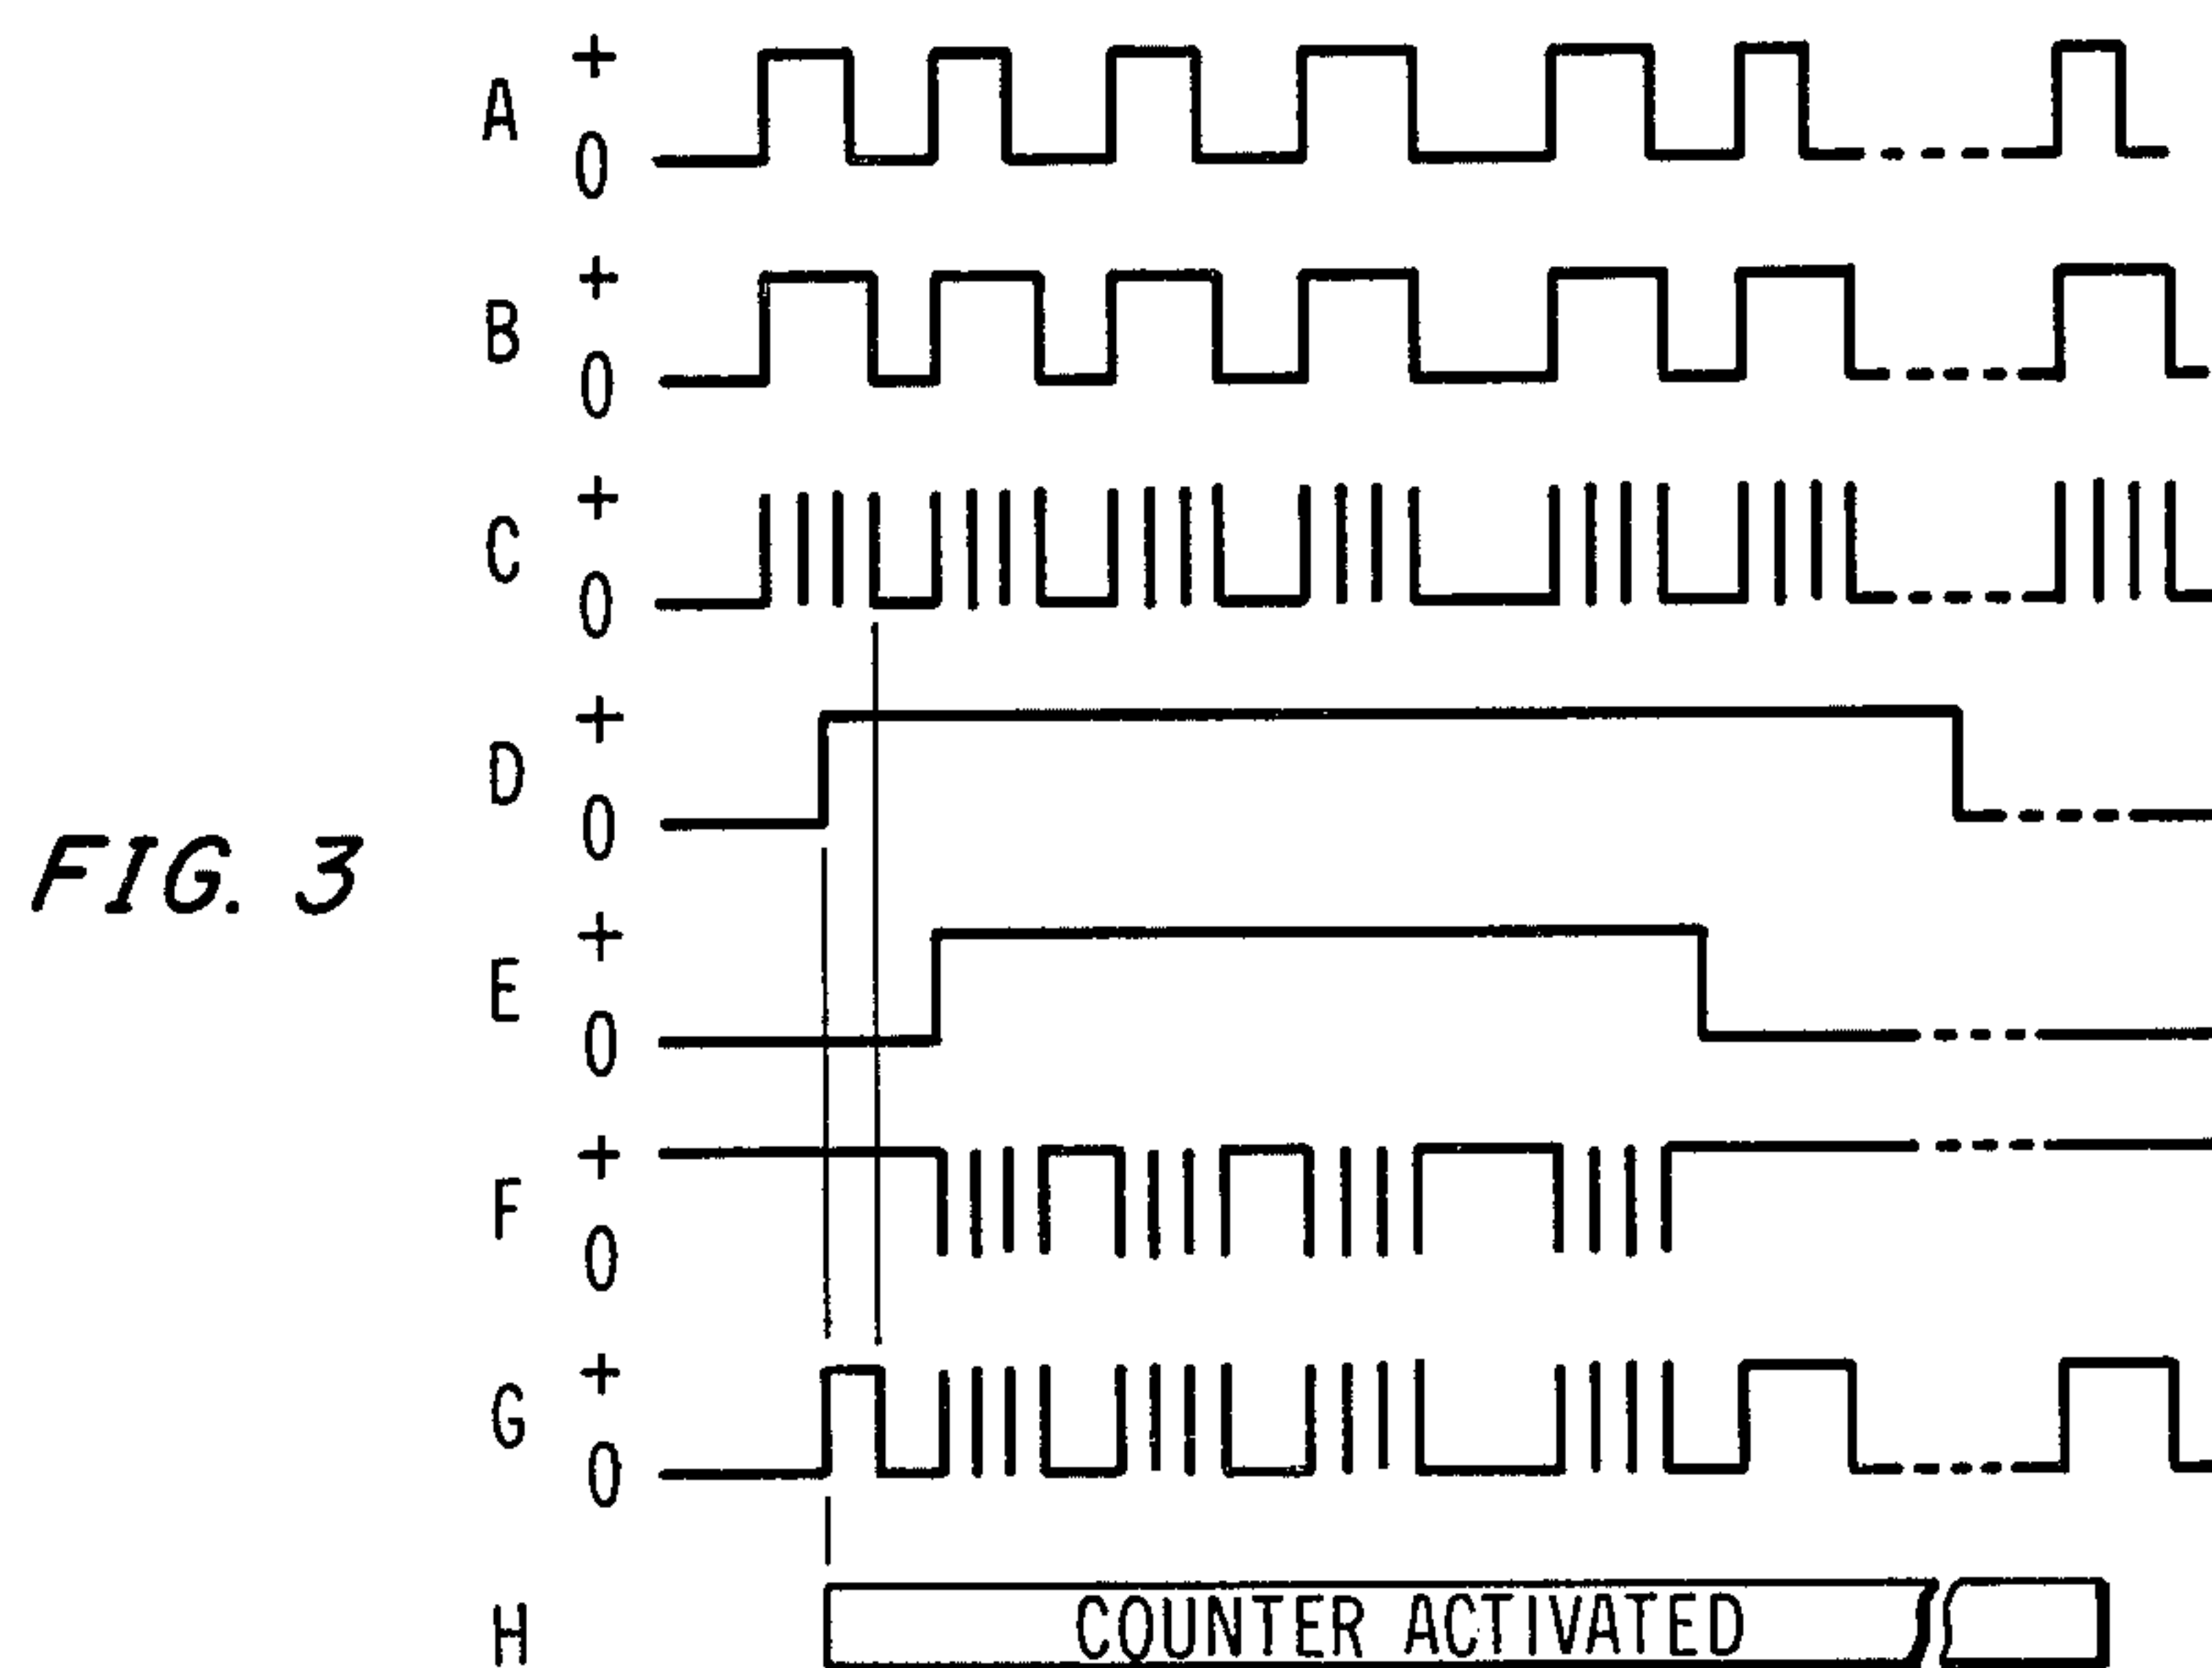 A + 0
B + 0
C + 0
D + 0
FIG. 3
E + 0
F + 0
G + 0
H COUNTER ACTIVATED